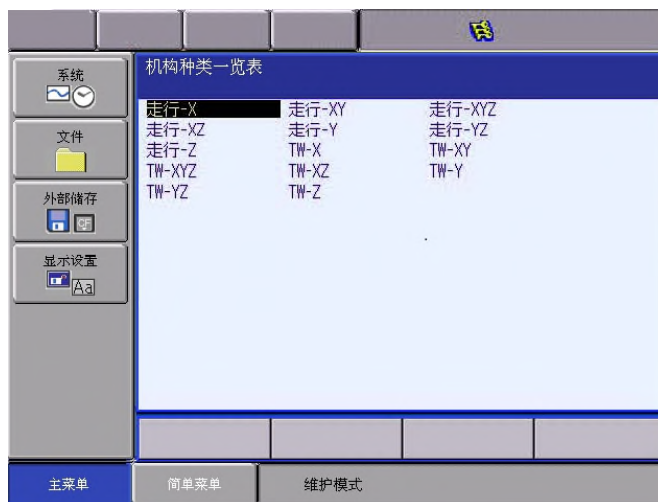 机构种类一览表
系统
文件
外部储存
CF
显示设置
Aa
走行-X 走行-XY 走行-XYZ
走行-XZ 走行-Y 走行-YZ
走行-Z TW-X TW-XY
TW-XYZ TW-XZ TW-Y
TW-YZ TW-Z
主菜单 简单菜单 维护模式